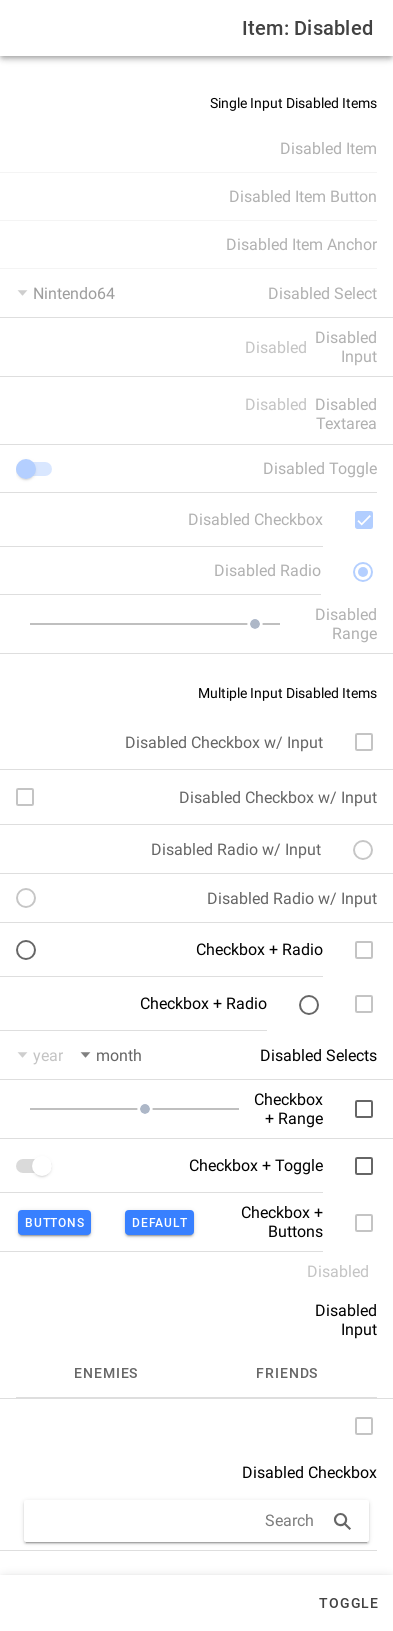 Item: Disabled
Single Input Disabled Items
Disabled Item
Disabled Item Button
Disabled Item Anchor
Disabled Select
Nintendo64
Disabled
Input
Disabled
Disabled
Textarea
Disabled
Disabled Toggle
Disabled Checkbox
Disabled Radio
Disabled
Range
Multiple Input Disabled Items
Disabled Checkbox w/ Input
Disabled Checkbox w/ Input
Disabled Radio w/ Input
Disabled Radio w/ Input
Checkbox + Radio
Checkbox + Radio
Disabled Selects
month
year
Checkbox
+ Range
Checkbox + Toggle
Checkbox +
Buttons
DEFAULT
BUTTONS
Disabled
Disabled
Input
FRIENDS
ENEMIES
Disabled Checkbox
Search
TOGGLE